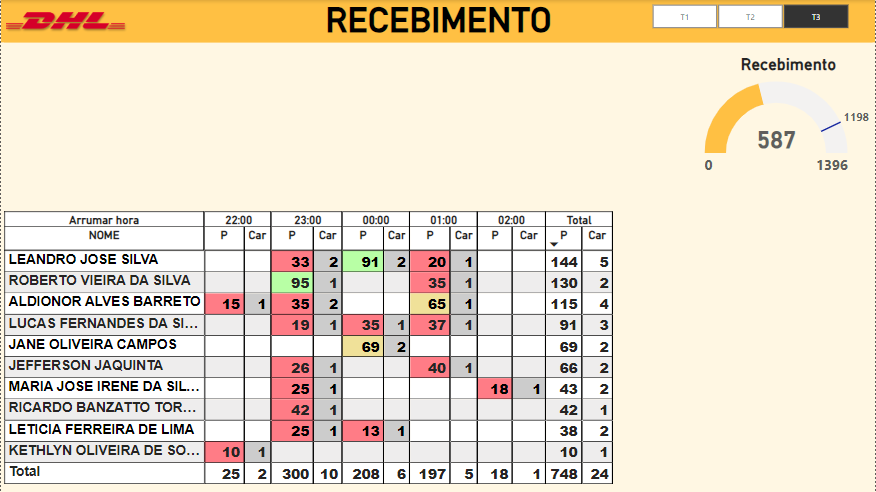 DHL RECEBIMENTO T1 T2 T3
Recebimento
1198
587
0 1396
Arrumar hora 22:00 23:00 00:00 01:00 02:00 Total
NOME P Car P Car P Car P Car P Car P Car
LEANDRO JOSE SILVA 33 2 91 2 20 1 144 5
ROBERTO VIEIRA DA SILVA 95 1 35 1 130 2
ALDIONOR ALVES BARRETO 15 1 35 2 65 1 115 4
LUCAS FERNANDES DA SI... 19 1 35 1 37 1 91 3
JANE OLIVEIRA CAMPOS 69 2 69 2
JEFFERSON JAQUINTA 26 1 40 1 66 2
MARIA JOSE IRENE DA SIL... 25 1 18 1 43 2
RICARDO BANZATTO TOR... 42 1 42 1
LETICIA FERREIRA DE LIMA 25 1 13 1 38 2
KETHLYN OLIVEIRA DE SO... 10 1 10 1
Total 25 2 300 10 208 6 197 5 18 1 748 24